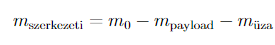 m_szerkezeti = m_0 − m_payload − m_üza